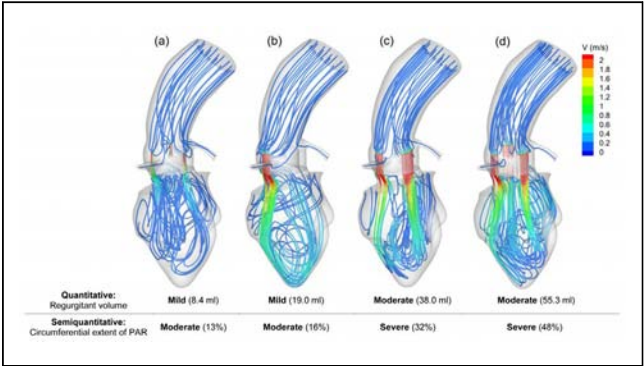 (a)
(b)
(c)
(d)
V (m/s)
2
1.8
1.6
1.4
1.2
1
0.8
0.6
0.4
0.2
0
Quantitative:
Regurgitant volume
Mild (8.4 ml)
Mild (19.0 ml)
Moderate (38.0 ml)
Moderate (55.3 ml)
Semiquantitative:
Circumferential extent of PAR
Moderate (13%)
Moderate (16%)
Severe (32%)
Severe (48%)